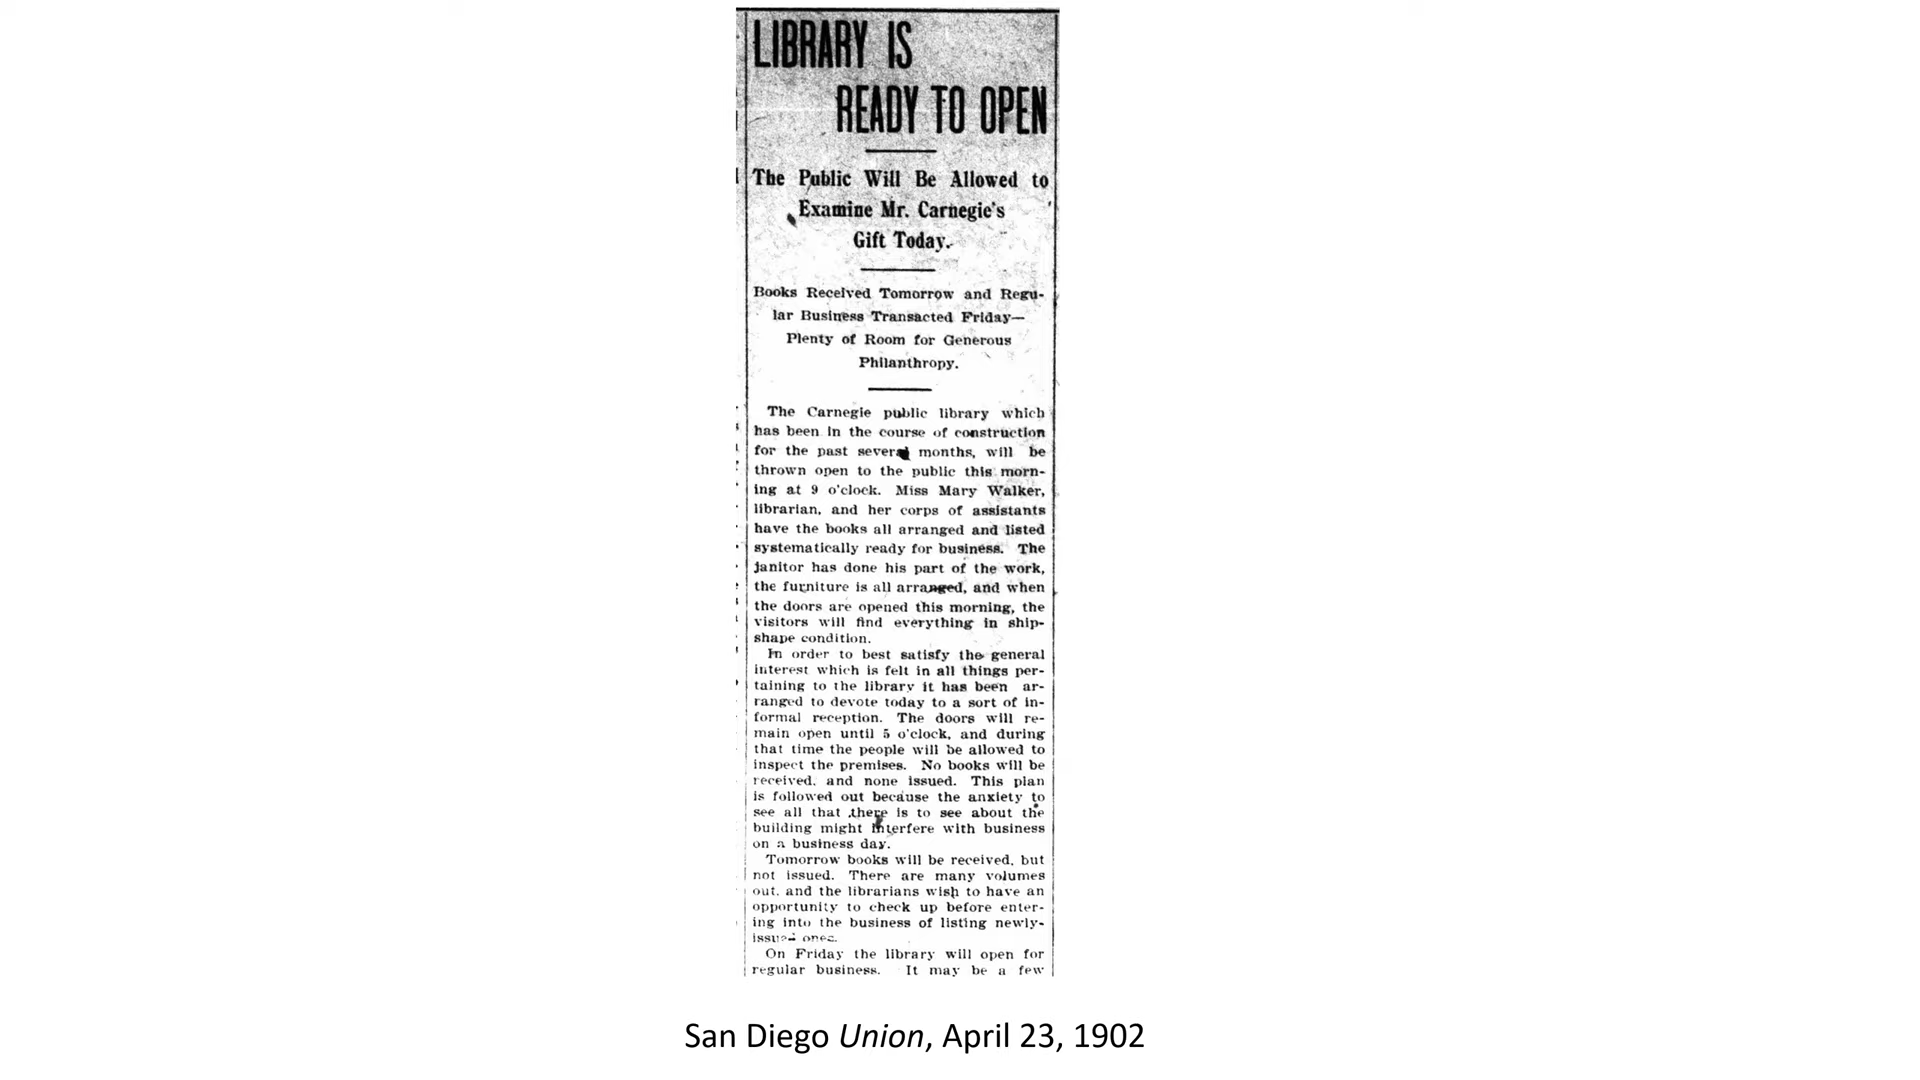 LIBRARY IS
READY TO OPEN
The Public Will Be Allowed to
Examine Mr. Carnegie's
Gift Today.
Books Received Tomorrow and Regu-
lar Business Transacted Friday—
Plenty of Room for Generous
Philanthropy.
The Carnegie public library which
has been in the course of construction
for the past several months, will be
thrown open to the public this morn-
ing at 9 o'clock. Miss Mary Walker,
librarian, and her corps of assistants
have the books all arranged and listed
systematically ready for business. The
janitor has done his part of the work,
the furniture is all arranged, and when
the doors are opened this morning, the
visitors will find everything in ship-
shape condition.
In order to best satisfy the general
interest which is felt in all things per-
taining to the library it has been ar-
ranged to devote today to a sort of in-
formal reception. The doors will re-
main open until 5 o'clock, and during
that time the people will be allowed to
inspect the premises. No books will be
received, and none issued. This plan
is followed out because the anxiety to
see all that there is to see about the
building might interfere with business
on a business day.
Tomorrow books will be received, but
not issued. There are many volumes
out, and the librarians wish to have an
opportunity to check up before enter-
ing into the business of listing newly-
issued ones.
On Friday the library will open for
regular business. It may be a few
San Diego Union, April 23, 1902